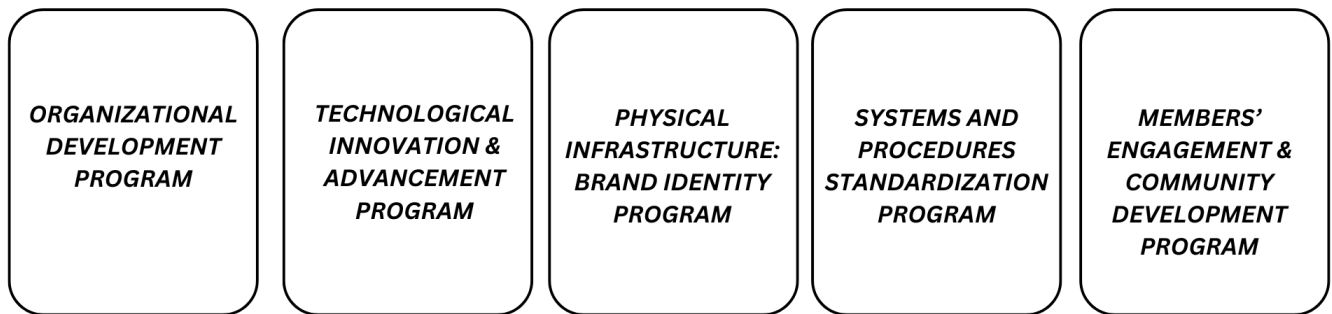 ORGANIZATIONAL
DEVELOPMENT
PROGRAM
TECHNOLOGICAL
INNOVATION &
ADVANCEMENT
PROGRAM
PHYSICAL
INFRASTRUCTURE:
BRAND IDENTITY
PROGRAM
SYSTEMS AND
PROCEDURES
STANDARDIZATION
PROGRAM
MEMBERS’
ENGAGEMENT &
COMMUNITY
DEVELOPMENT
PROGRAM